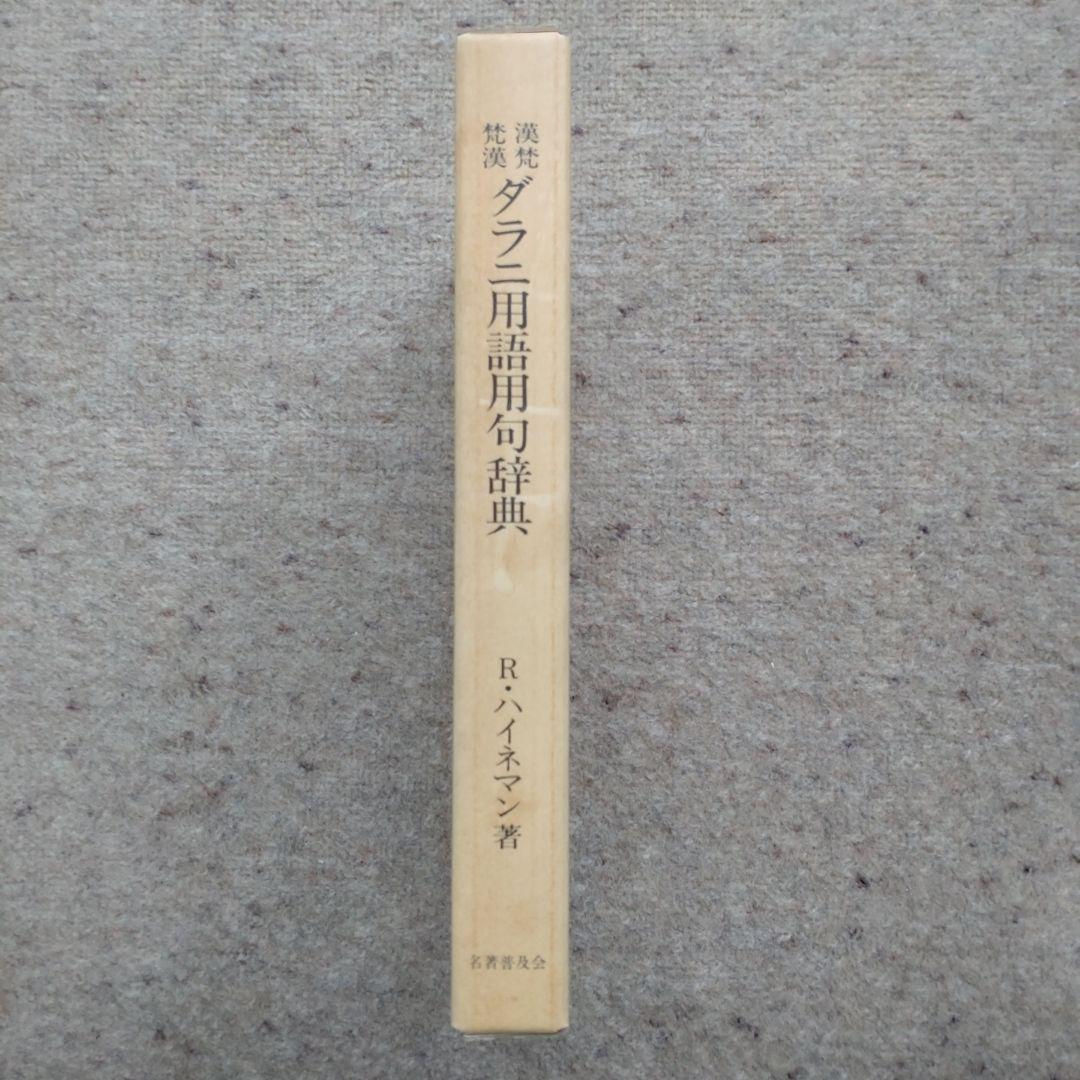 漢梵
梵漢
ダラニ用語用句辞典
R・ハイネマン著
名著普及会